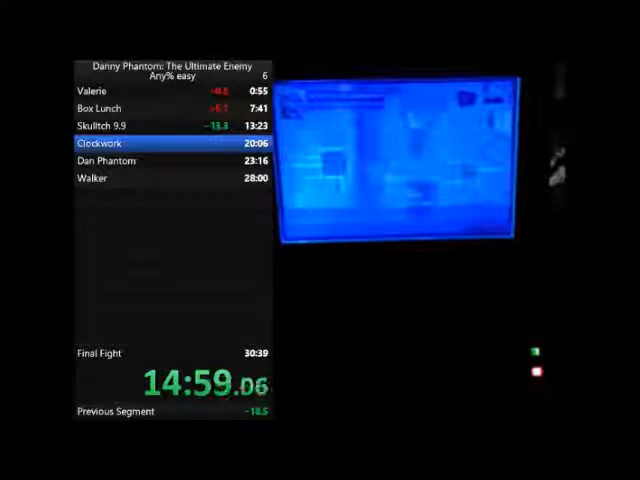 Danny Phantom: The Ultimate Enemy
Any% easy 6
Valerie 0:55
Box Lunch 7:41
Skulltch 9.9 −13.3 13:23
Clockwork 20:06
Dan Phantom 23:16
Walker 28:00
Final Fight 30:39
14:59.06
Previous Segment −18.5